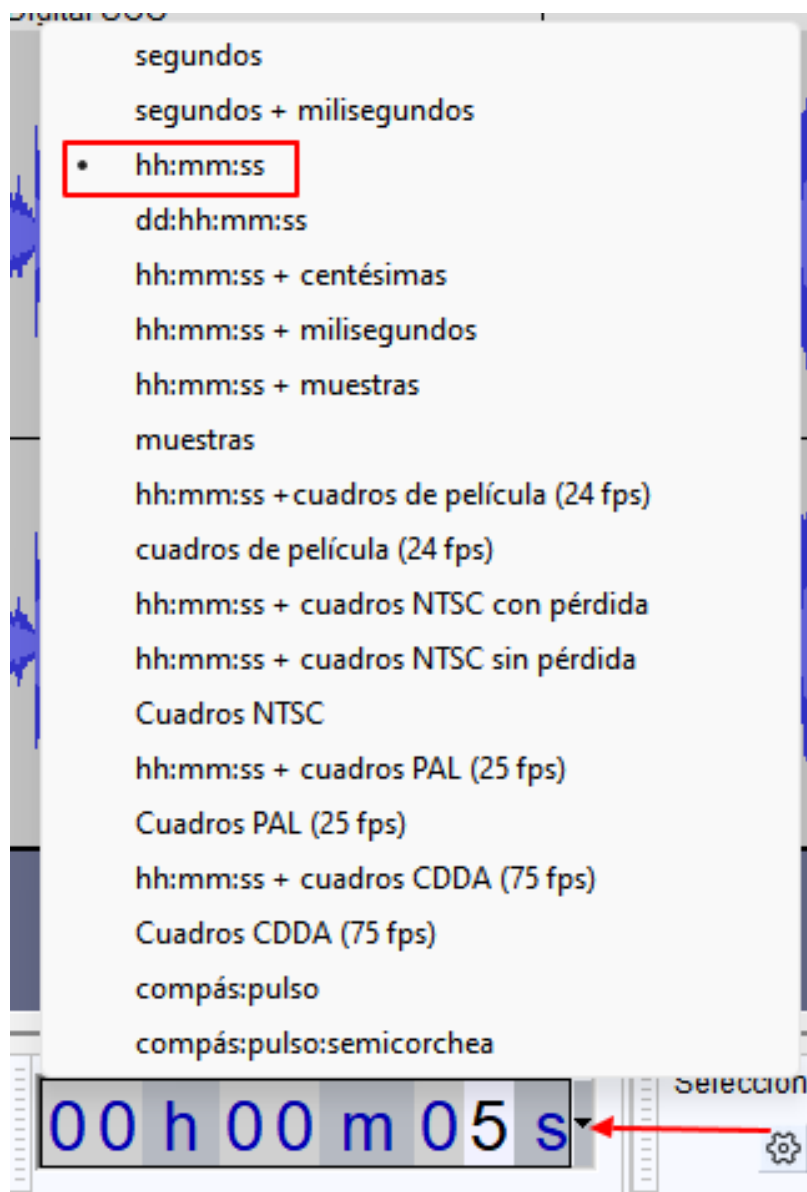 Digital
segundos
segundos + milisegundos
• hh:mm:ss
dd:hh:mm:ss
hh:mm:ss + centésimas
hh:mm:ss + milisegundos
hh:mm:ss + muestras
muestras
hh:mm:ss +cuadros de película (24 fps)
cuadros de película (24 fps)
hh:mm:ss + cuadros NTSC con pérdida
hh:mm:ss + cuadros NTSC sin pérdida
Cuadros NTSC
hh:mm:ss + cuadros PAL (25 fps)
Cuadros PAL (25 fps)
hh:mm:ss + cuadros CDDA (75 fps)
Cuadros CDDA (75 fps)
compás:pulso
compás:pulso:semicorchea
Selección
00 h 00 m 05 s